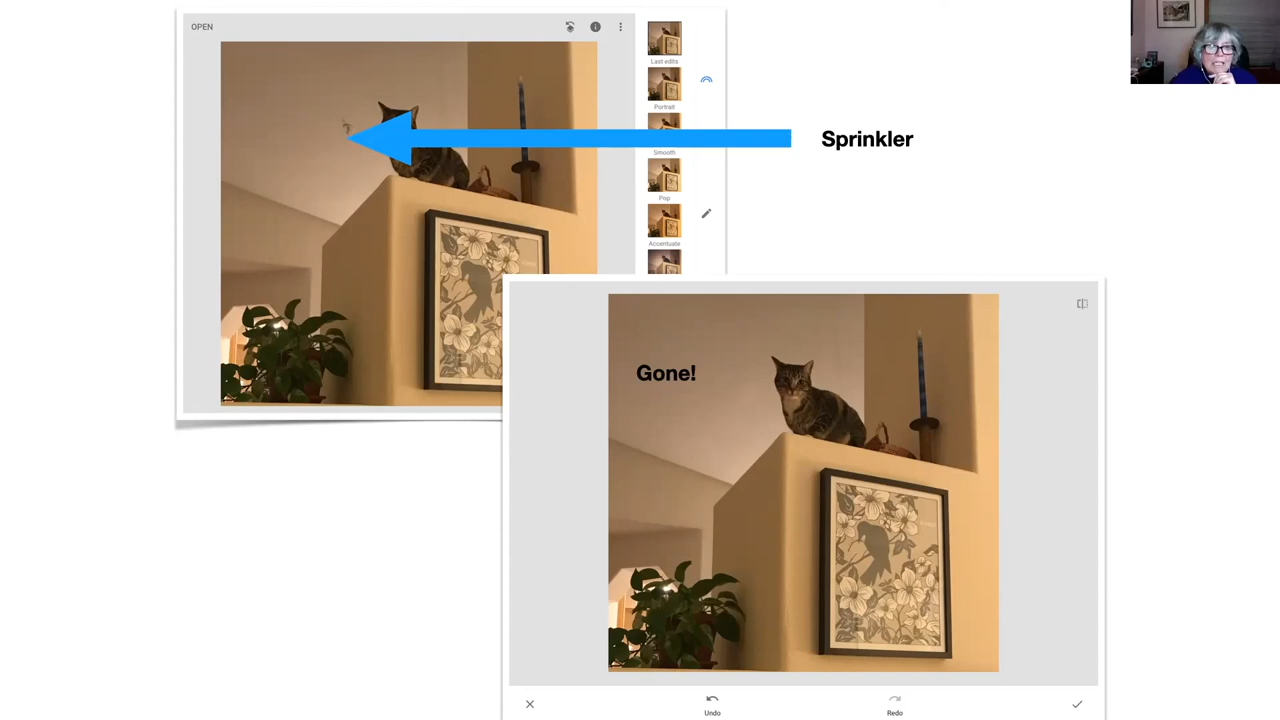 OPEN
Last edits
Portrait
Smooth
Pop
Accentuate
Sprinkler
Gone!
Undo
Redo